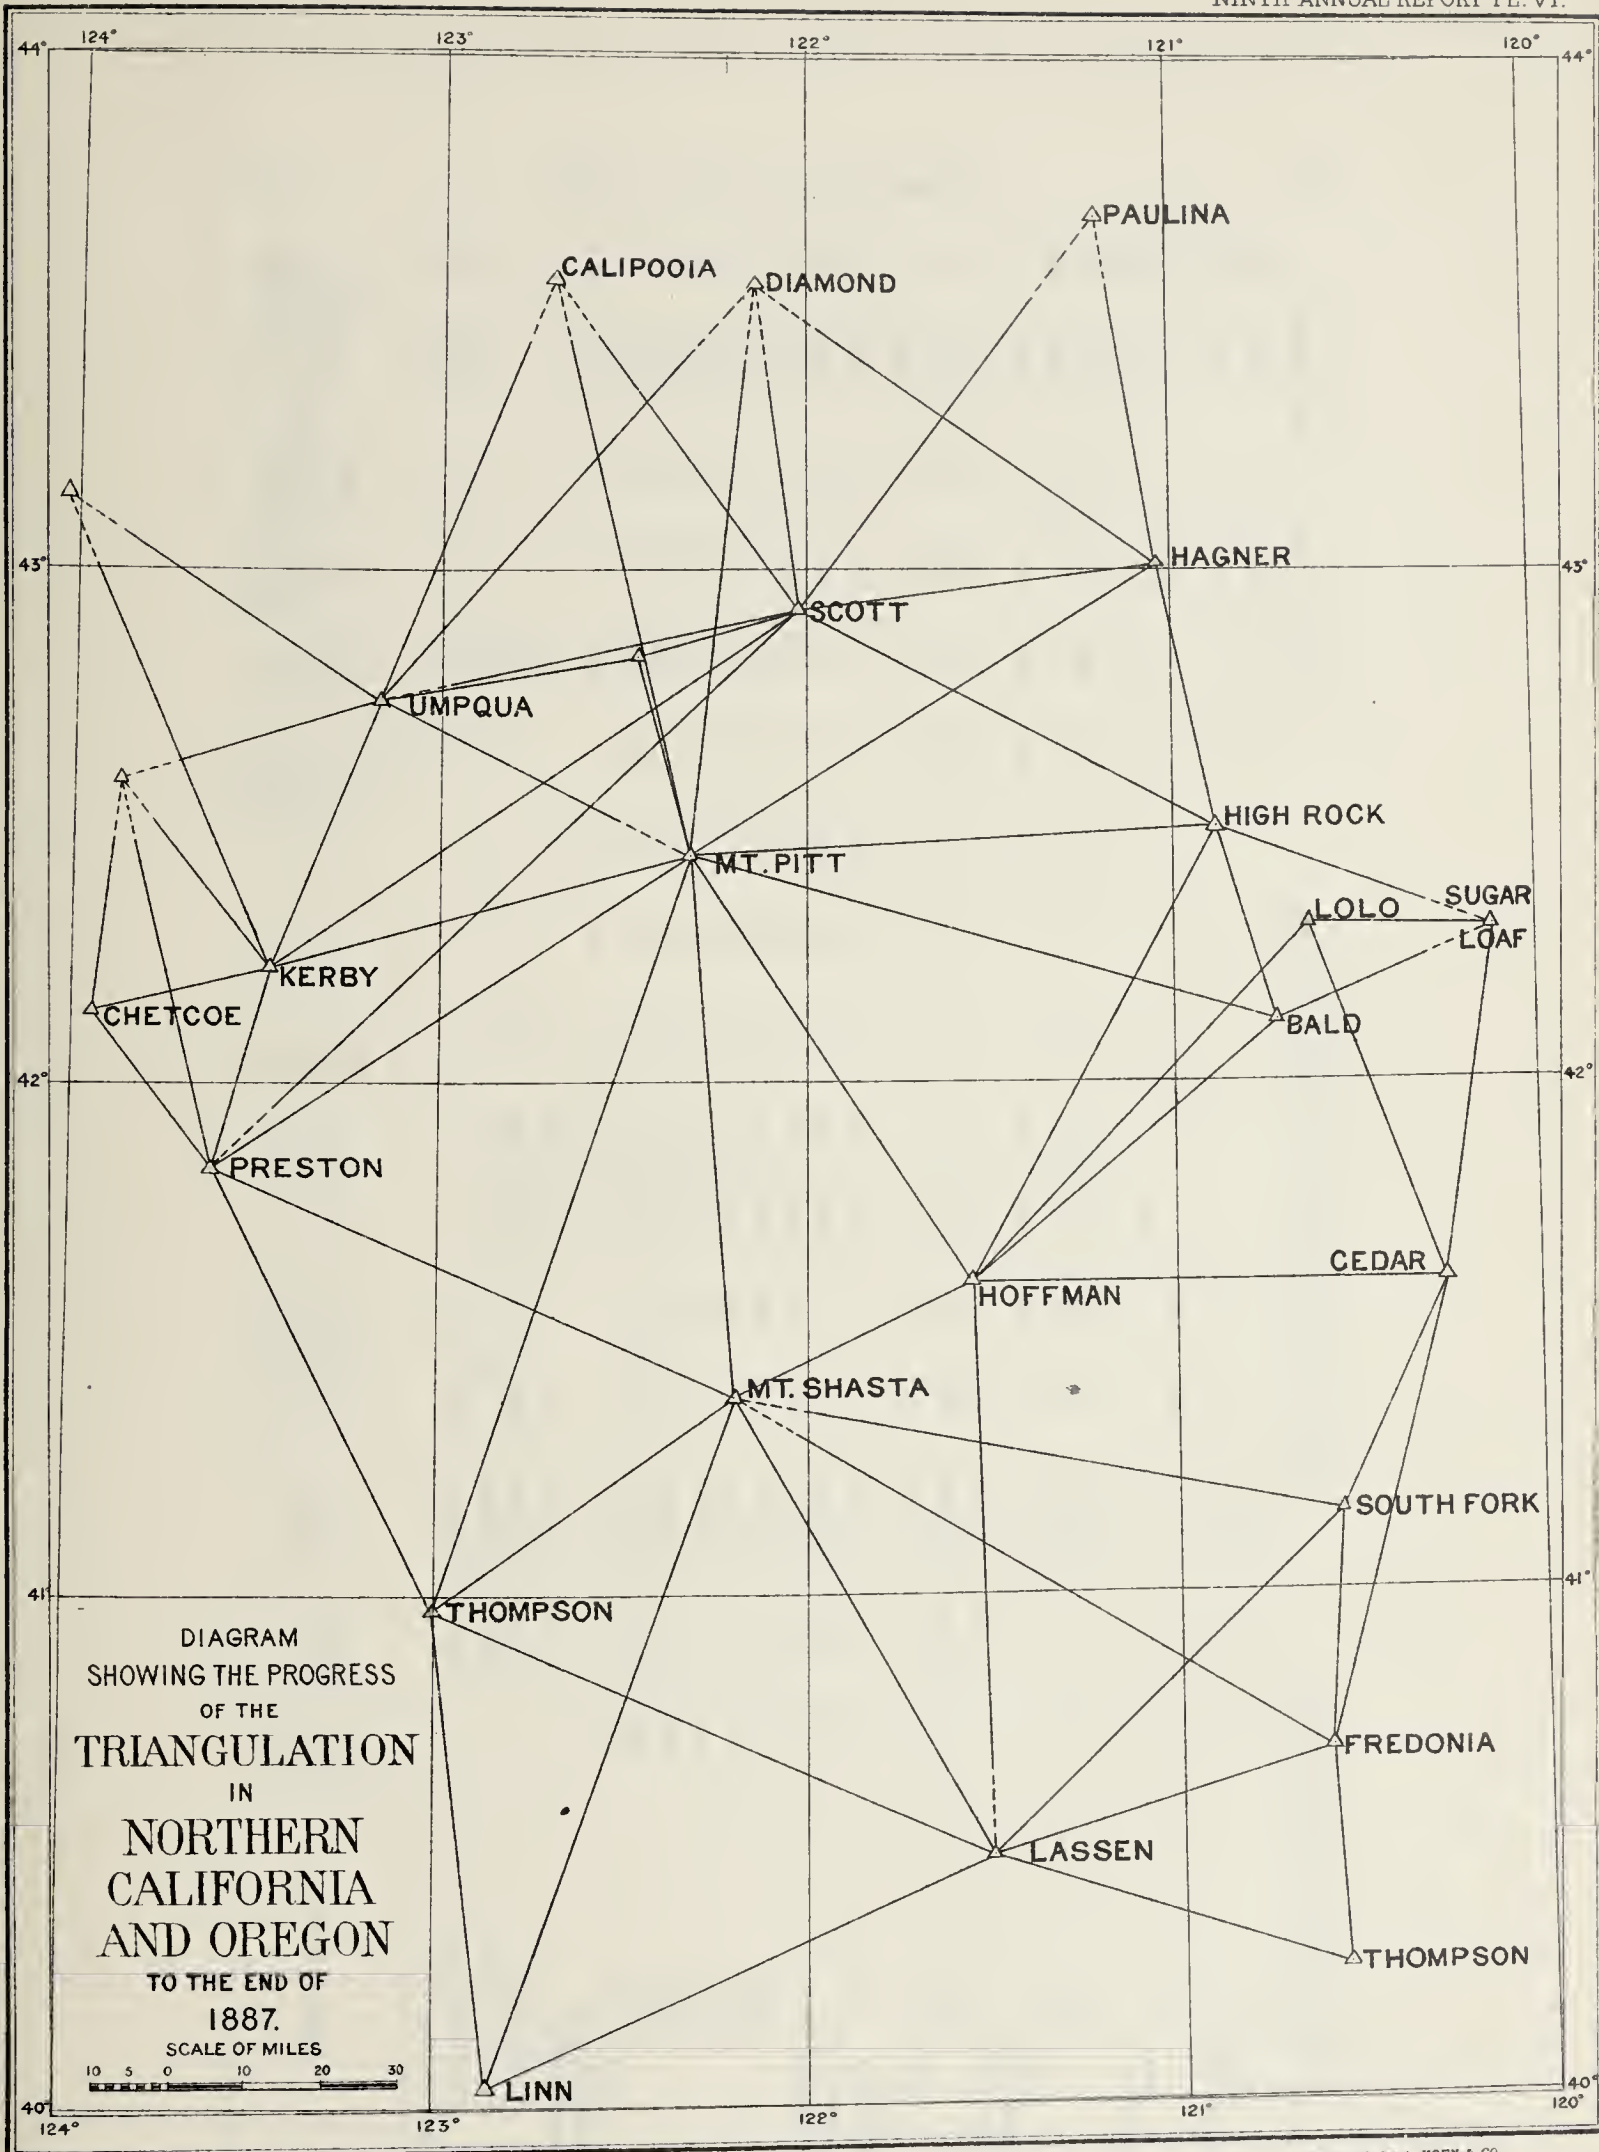 NINTH ANNUAL REPORT PL. VI.
124° 123° 122° 121° 120°
44° 44°
PAULINA
CALIPOOIA
DIAMOND
43° HAGNER 43°
SCOTT
UMPQUA
HIGH ROCK
MT. PITT
SUGAR
LOLO
LOAF
KERBY
CHETCOE
BALD
42° 42°
PRESTON
CEDAR
HOFFMAN
MT. SHASTA
SOUTH FORK
41° 41°
THOMPSON
DIAGRAM
SHOWING THE PROGRESS
OF THE
TRIANGULATION
IN
NORTHERN
CALIFORNIA
AND OREGON
TO THE END OF
1887.
SCALE OF MILES
10 5 0 10 20 30
FREDONIA
LASSEN
THOMPSON
LINN
40° 40°
124° 123° 122° 121° 120°